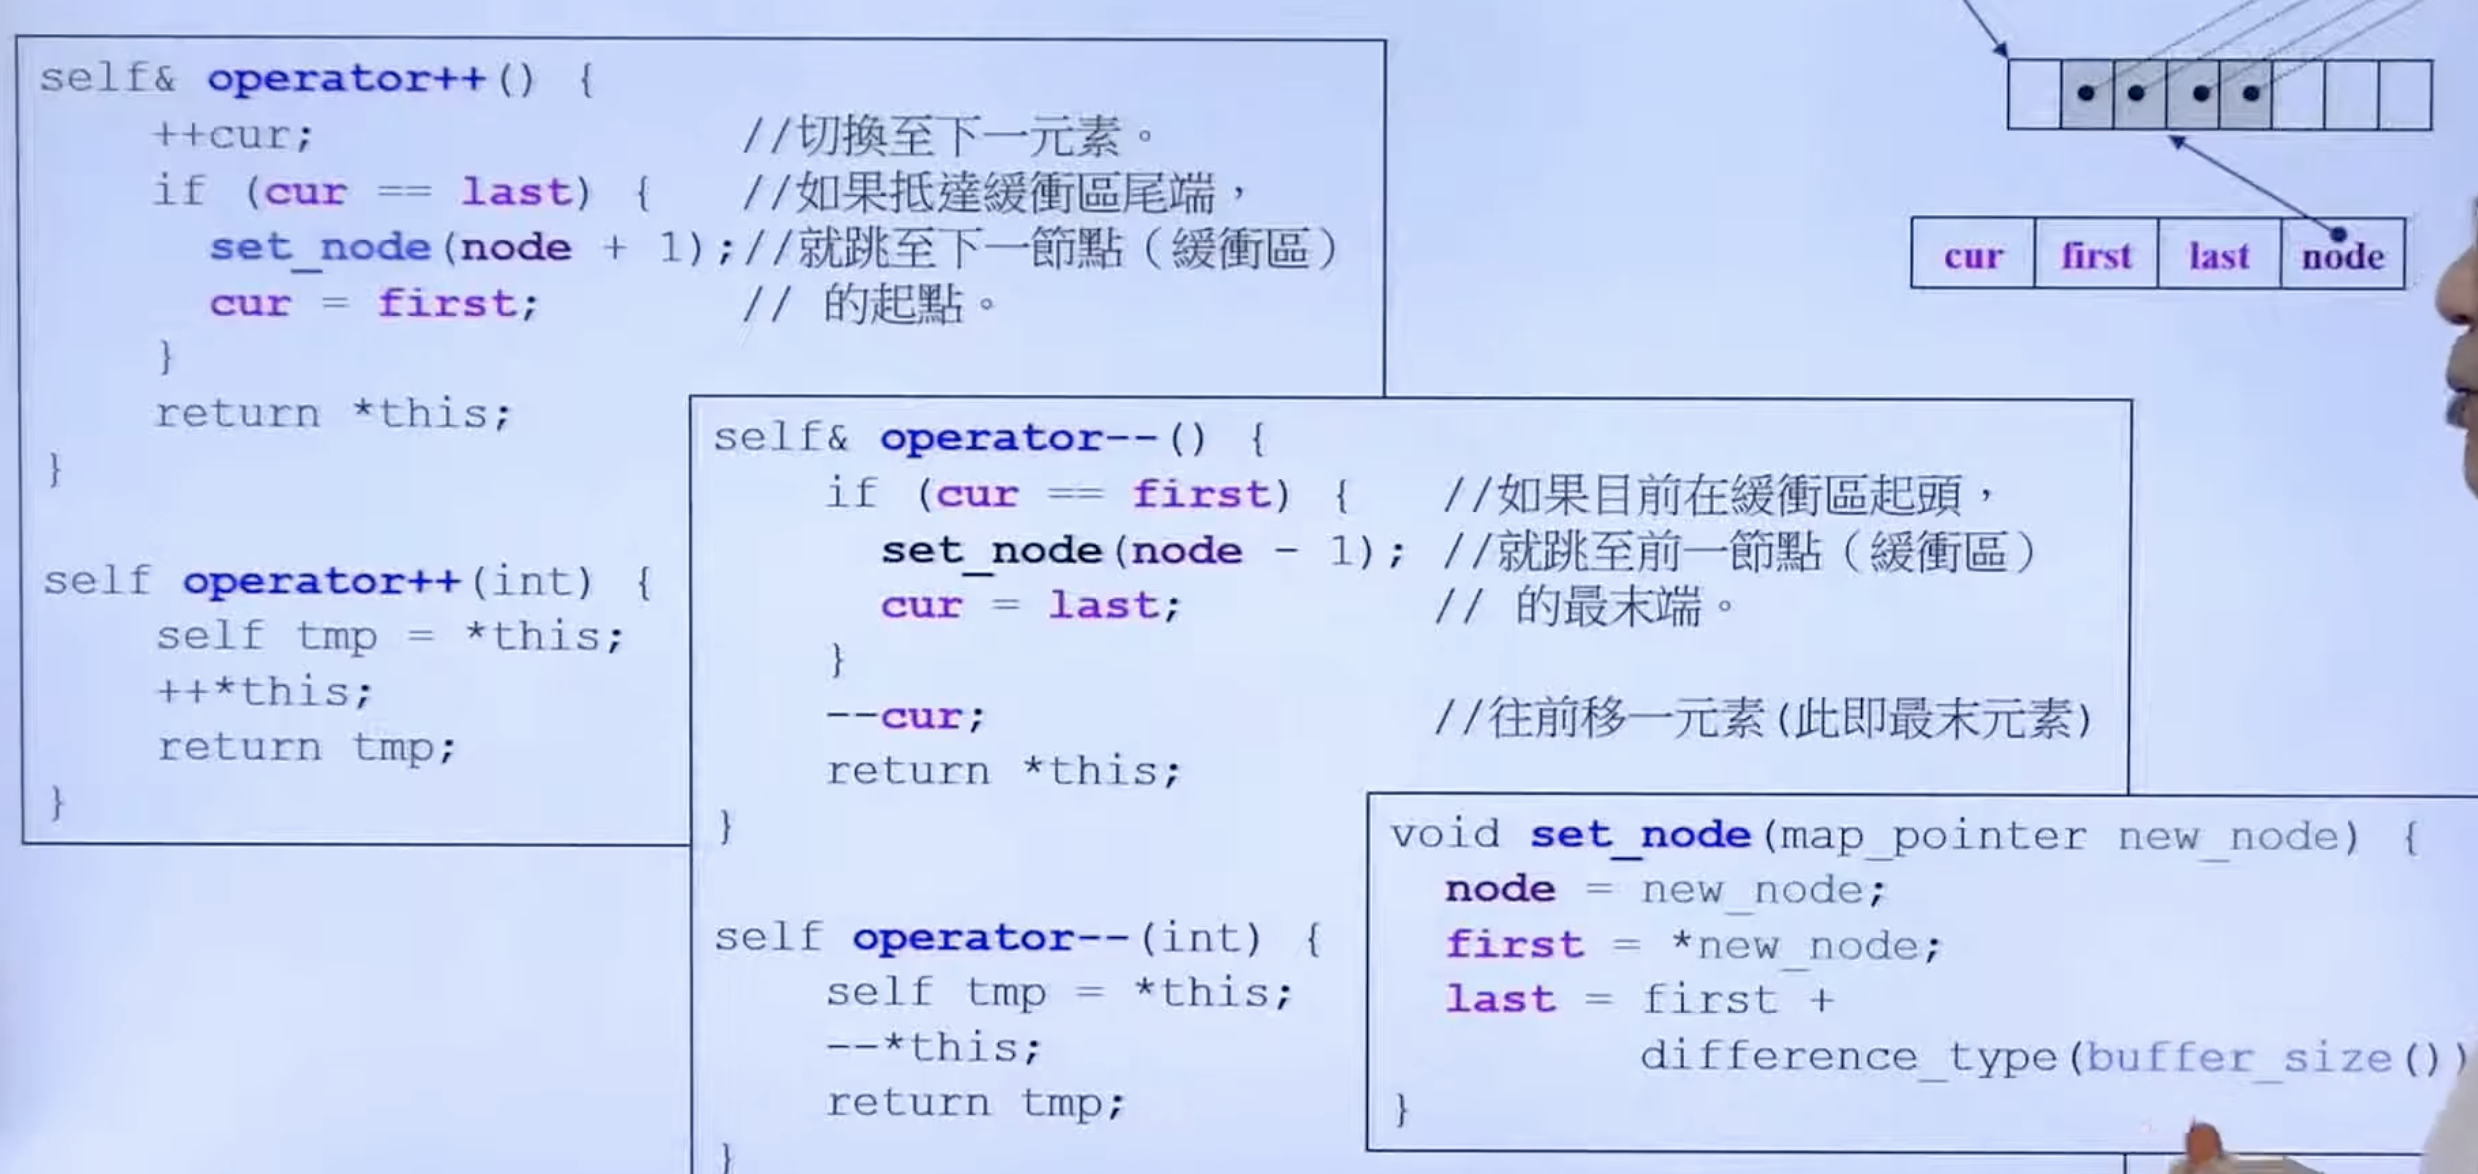 self& operator++() {
++cur; //切換至下一元素。
if (cur == last) { //如果抵達緩衝區尾端，
set_node(node + 1);//就跳至下一節點（緩衝區）
cur = first; // 的起點。
}
return *this;
}
self operator++(int) {
self tmp = *this;
++*this;
return tmp;
}
self& operator--() {
if (cur == first) { //如果目前在緩衝區起頭，
set_node(node - 1); //就跳至前一節點（緩衝區）
cur = last; // 的最末端。
}
--cur; //往前移一元素(此即最末元素)
return *this;
}
self operator--(int) {
self tmp = *this;
--*this;
return tmp;
}
void set_node(map_pointer new_node) {
node = new_node;
first = *new_node;
last = first +
difference_type(buffer_size())
}
cur first last node